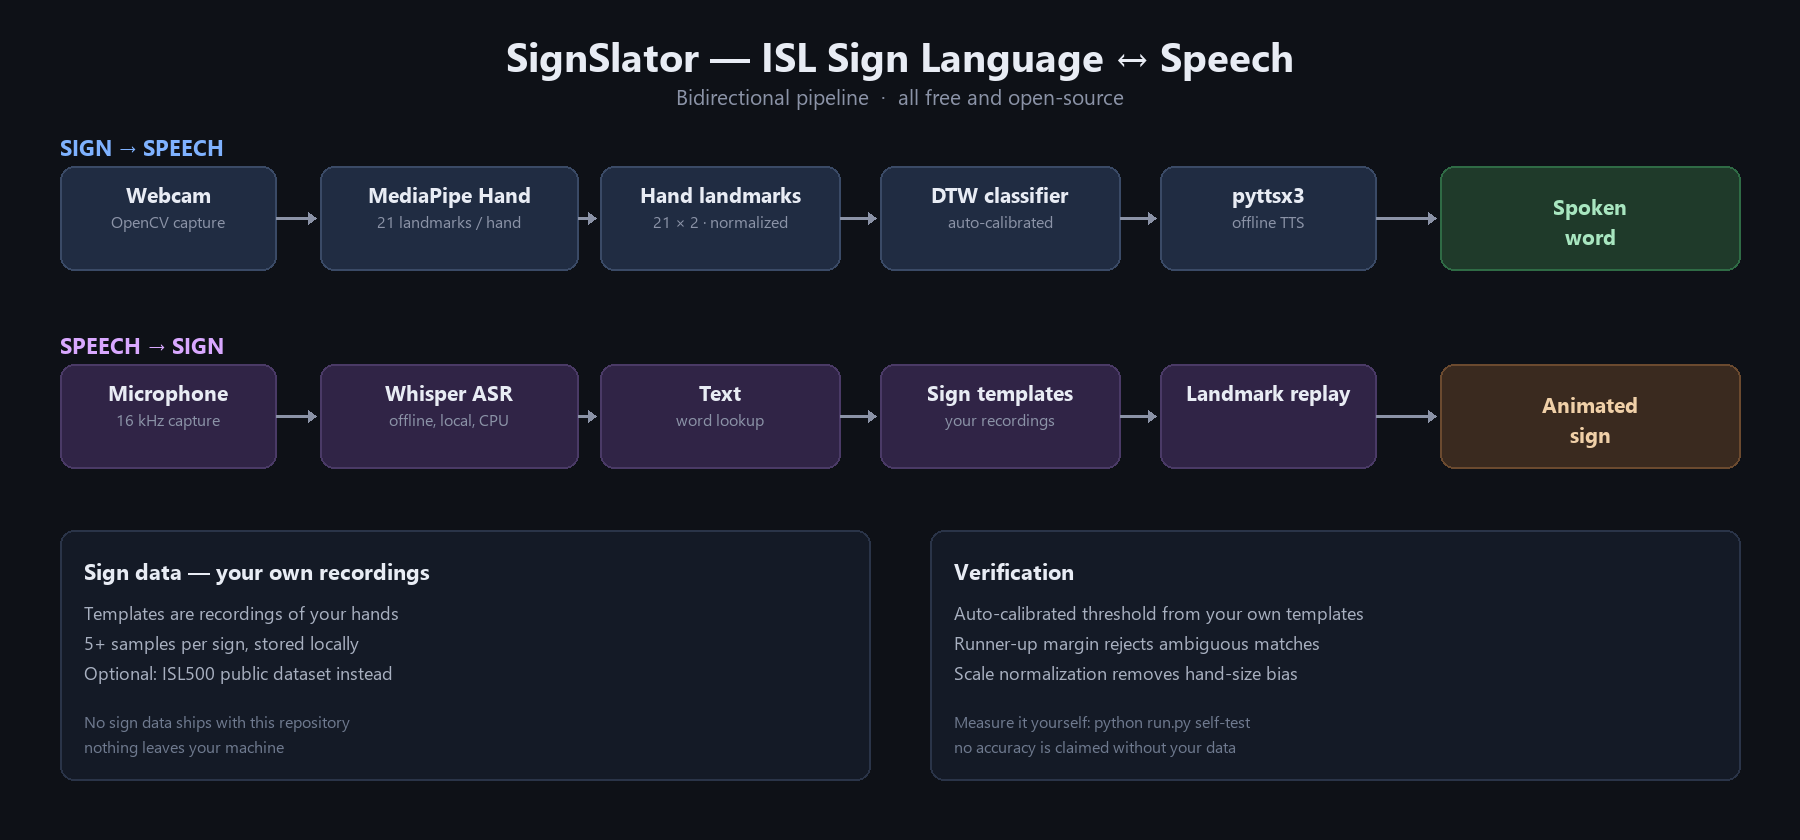 SignSlator — ISL Sign Language ↔ Speech
Bidirectional pipeline · all free and open-source
SIGN → SPEECH
Webcam
OpenCV capture
MediaPipe Hand
21 landmarks / hand
Hand landmarks
21 × 2 · normalized
DTW classifier
auto-calibrated
pyttsx3
offline TTS
Spoken
word
SPEECH → SIGN
Microphone
16 kHz capture
Whisper ASR
offline, local, CPU
Text
word lookup
Sign templates
your recordings
Landmark replay
Animated
sign
Sign data — your own recordings
Templates are recordings of your hands
5+ samples per sign, stored locally
Optional: ISL500 public dataset instead
No sign data ships with this repository
nothing leaves your machine
Verification
Auto-calibrated threshold from your own templates
Runner-up margin rejects ambiguous matches
Scale normalization removes hand-size bias
Measure it yourself: python run.py self-test
no accuracy is claimed without your data